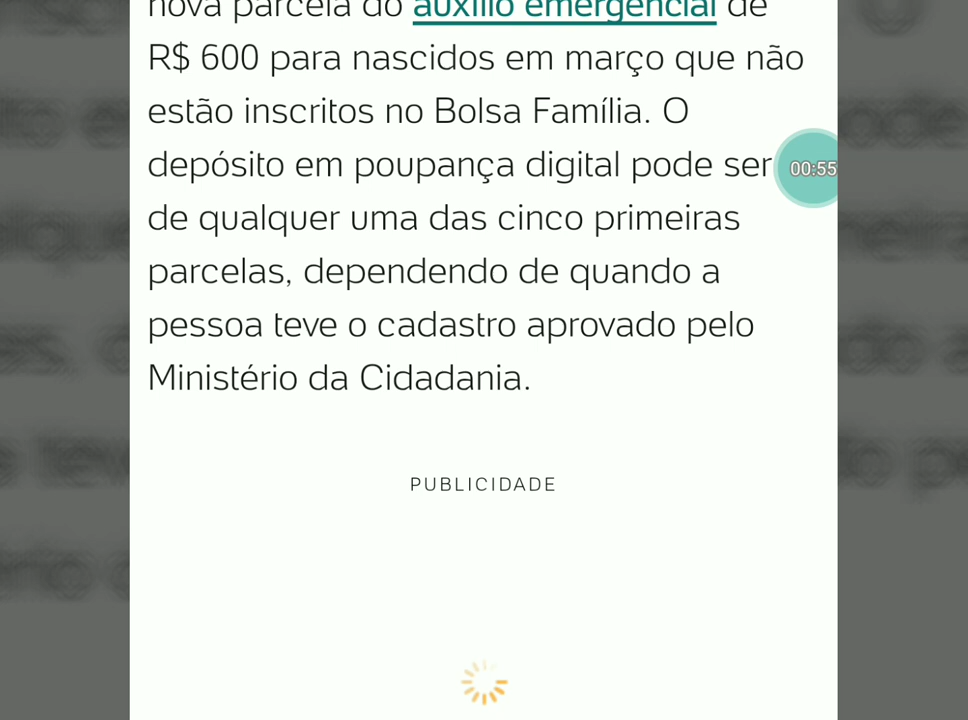 nova parcela do auxílio emergencial de
R$ 600 para nascidos em março que não
estão inscritos no Bolsa Família. O
depósito em poupança digital pode ser
00:55
de qualquer uma das cinco primeiras
parcelas, dependendo de quando a
pessoa teve o cadastro aprovado pelo
Ministério da Cidadania.
PUBLICIDADE